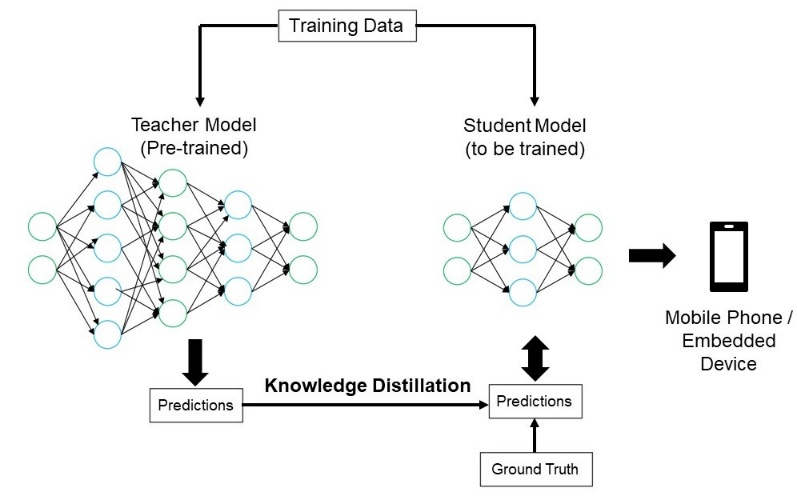 Training Data
Teacher Model
(Pre-trained)
Student Model
(to be trained)
Mobile Phone /
Embedded
Device
Predictions
Knowledge Distillation
Predictions
Ground Truth